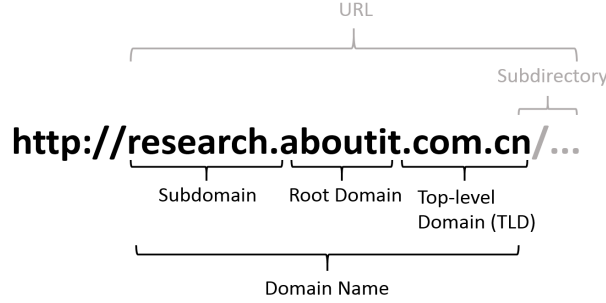 URL
Subdirectory
http://research.aboutit.com.cn/...
Subdomain
Root Domain
Top-level
Domain (TLD)
Domain Name